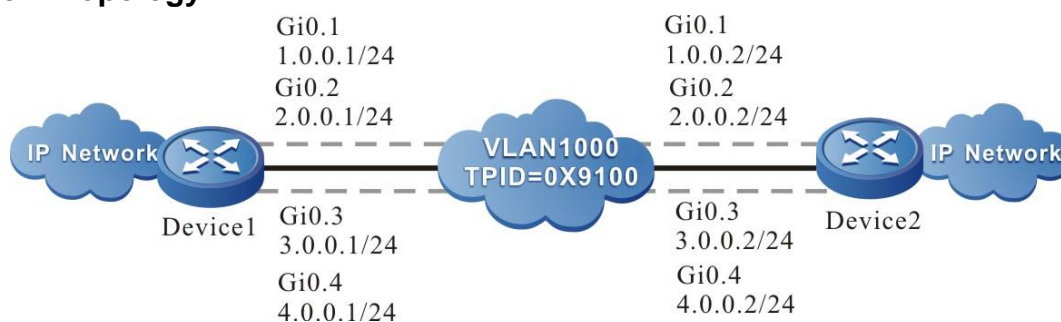 Gi0.1
1.0.0.1/24
Gi0.2
2.0.0.1/24
Gi0.1
1.0.0.2/24
Gi0.2
2.0.0.2/24
IP Network
VLAN1000
TPID=0X9100
IP Network
Device1
Device2
Gi0.3
3.0.0.1/24
Gi0.4
4.0.0.1/24
Gi0.3
3.0.0.2/24
Gi0.4
4.0.0.2/24